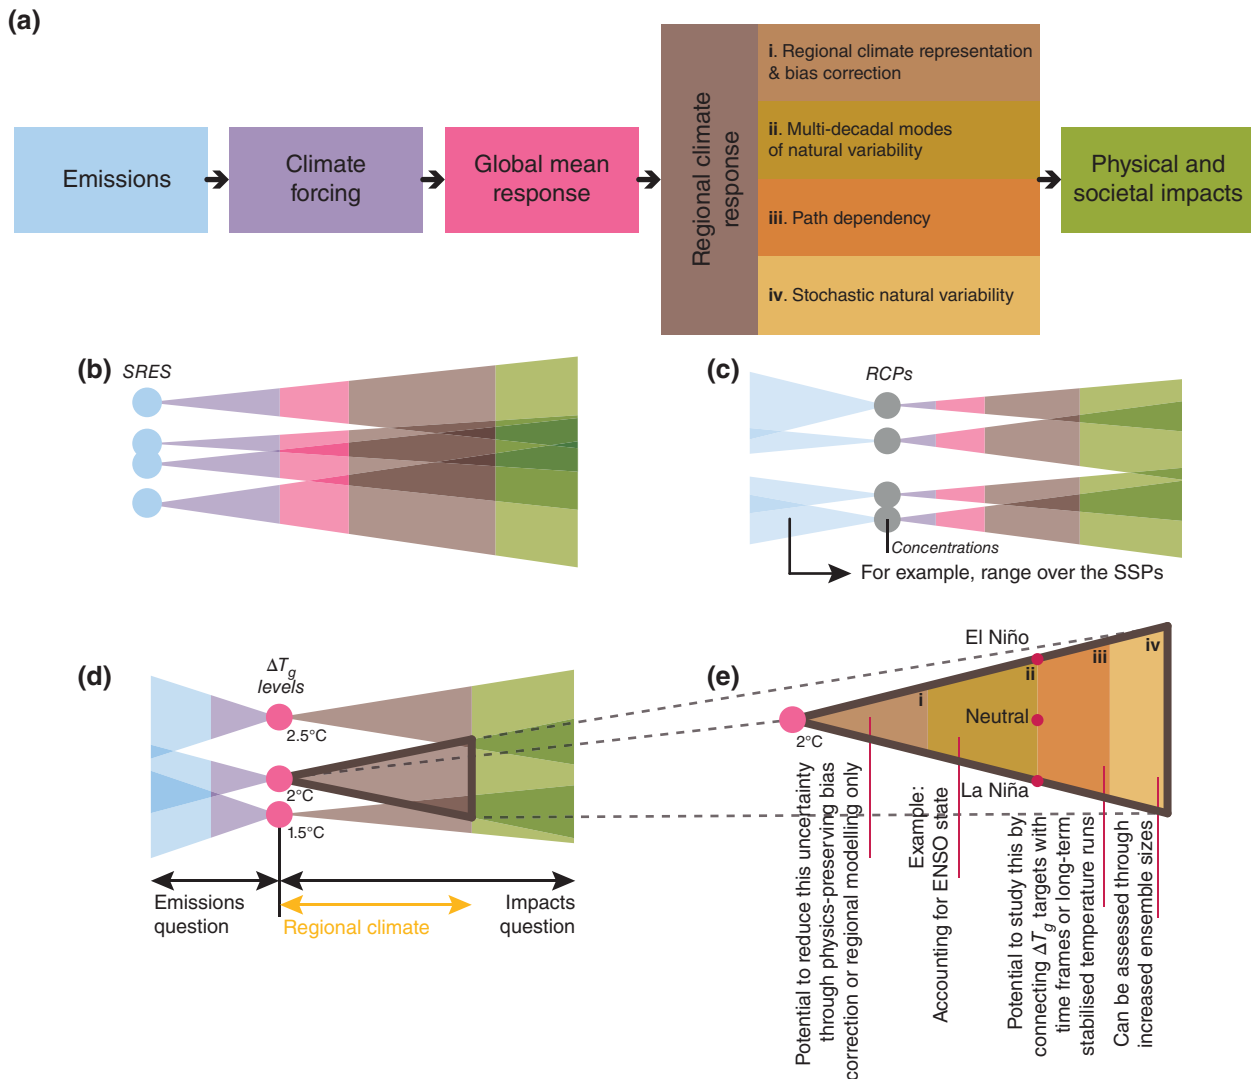 (a)
Emissions
Climate
forcing
Global mean
response
Regional climate
response
i. Regional climate representation
& bias correction
ii. Multi-decadal modes
of natural variability
iii. Path dependency
iv. Stochastic natural variability
Physical and
societal impacts
(b)
SRES
(c)
RCPs
Concentrations
For example, range over the SSPs
(d)
ΔTg
levels
2.5°C
2°C
1.5°C
Emissions
question
Regional climate
Impacts
question
(e)
El Niño
Neutral
La Niña
2°C
i
ii
iii
iv
Potential to reduce this uncertainty
through physics-preserving bias
correction or regional modelling only
Example:
Accounting for ENSO state
Potential to study this by
connecting ΔTg targets with
time frames or long-term
stabilised temperature runs
Can be assessed through
increased ensemble sizes